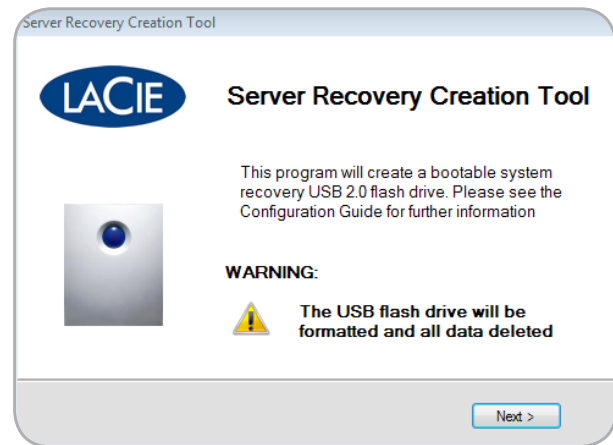 Server Recovery Creation Tool
LACIE
Server Recovery Creation Tool
This program will create a bootable system
recovery USB 2.0 flash drive. Please see the
Configuration Guide for further information
WARNING:
The USB flash drive will be
formatted and all data deleted
Next >